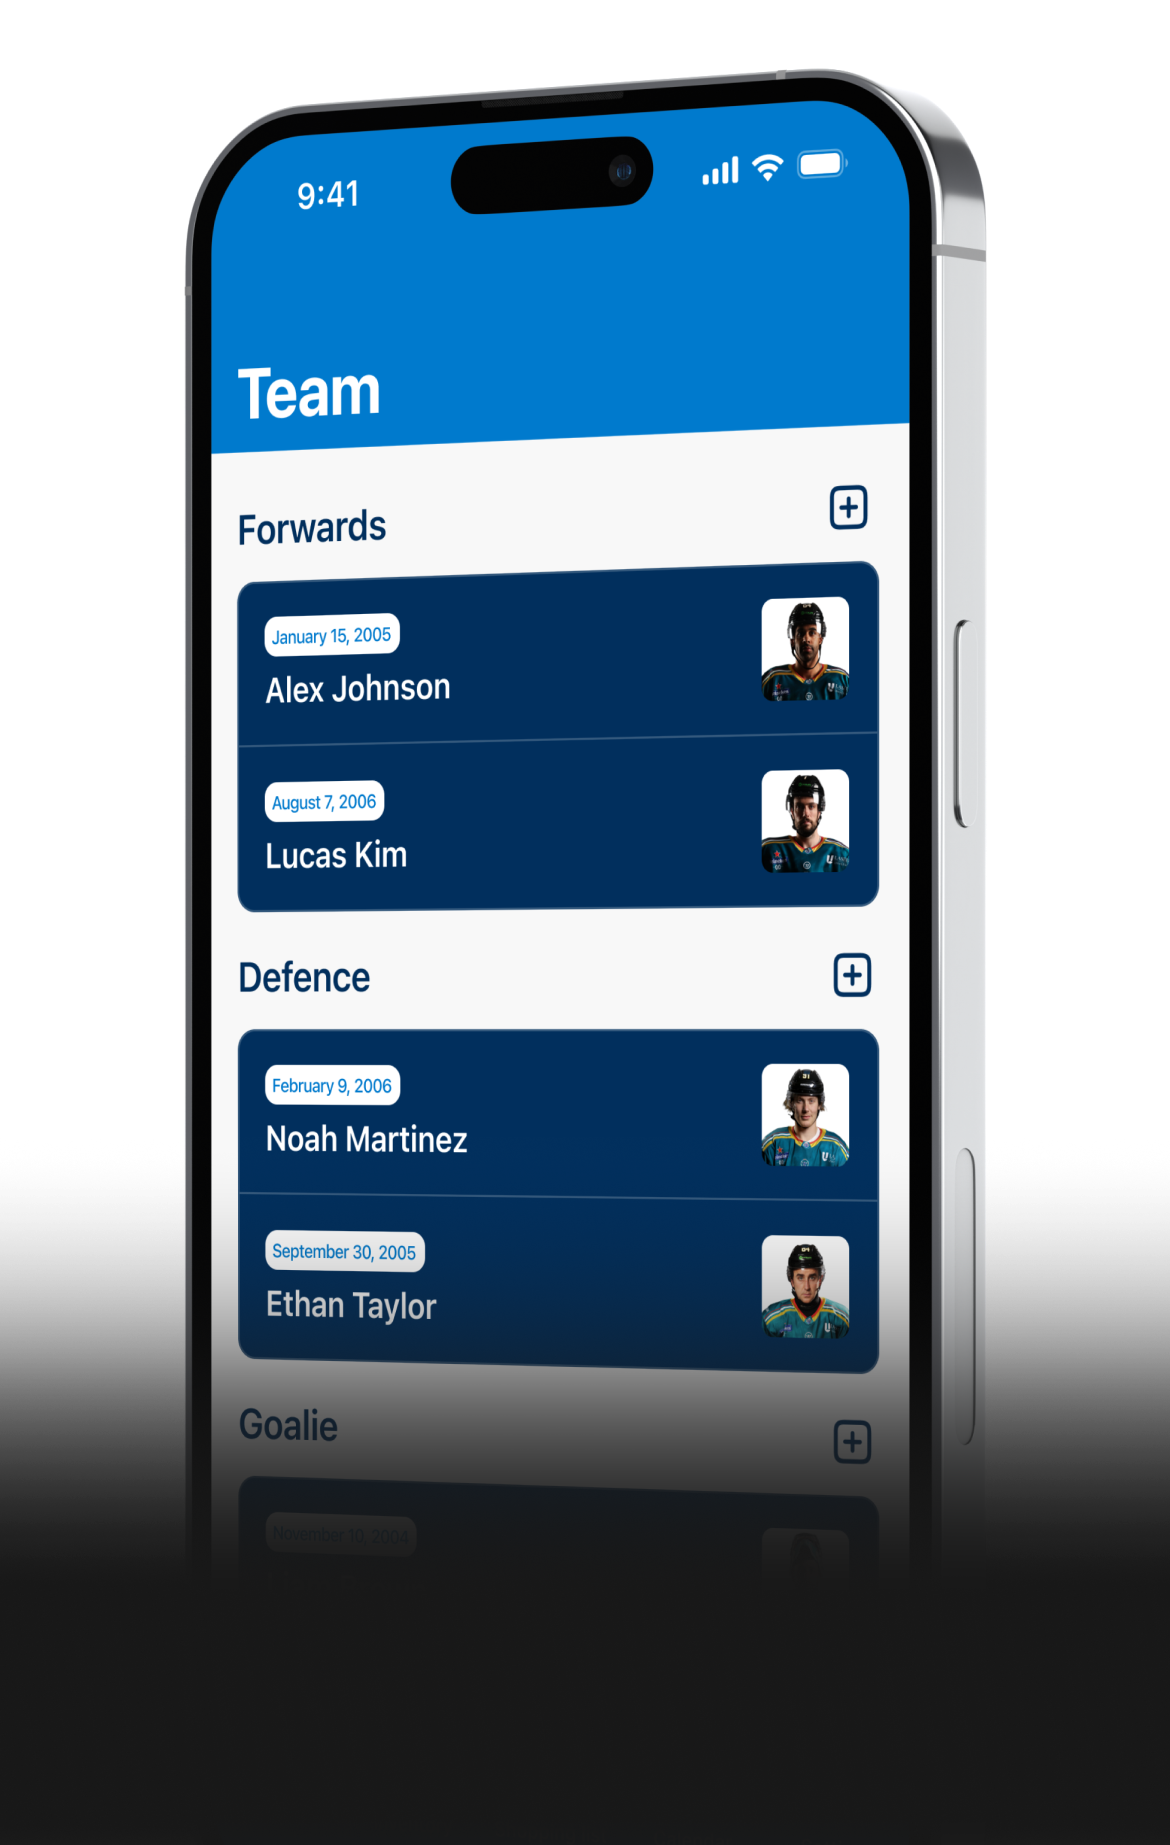 9:41
Team
Forwards
January 15, 2005
Alex Johnson
August 7, 2006
Lucas Kim
Defence
February 9, 2006
Noah Martinez
September 30, 2005
Ethan Taylor
Goalie
November 10, 2004